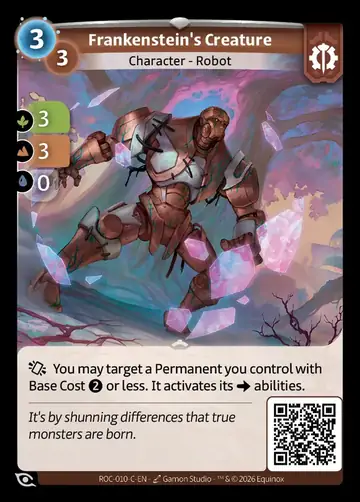 3
3
Frankenstein's Creature
Character - Robot
3
3
0
You may target a Permanent you control with
Base Cost 2 or less. It activates its abilities.
It's by shunning differences that true
monsters are born.
ROC-010-C-EN - Gamon Studio - ™ & © 2026 Equinox